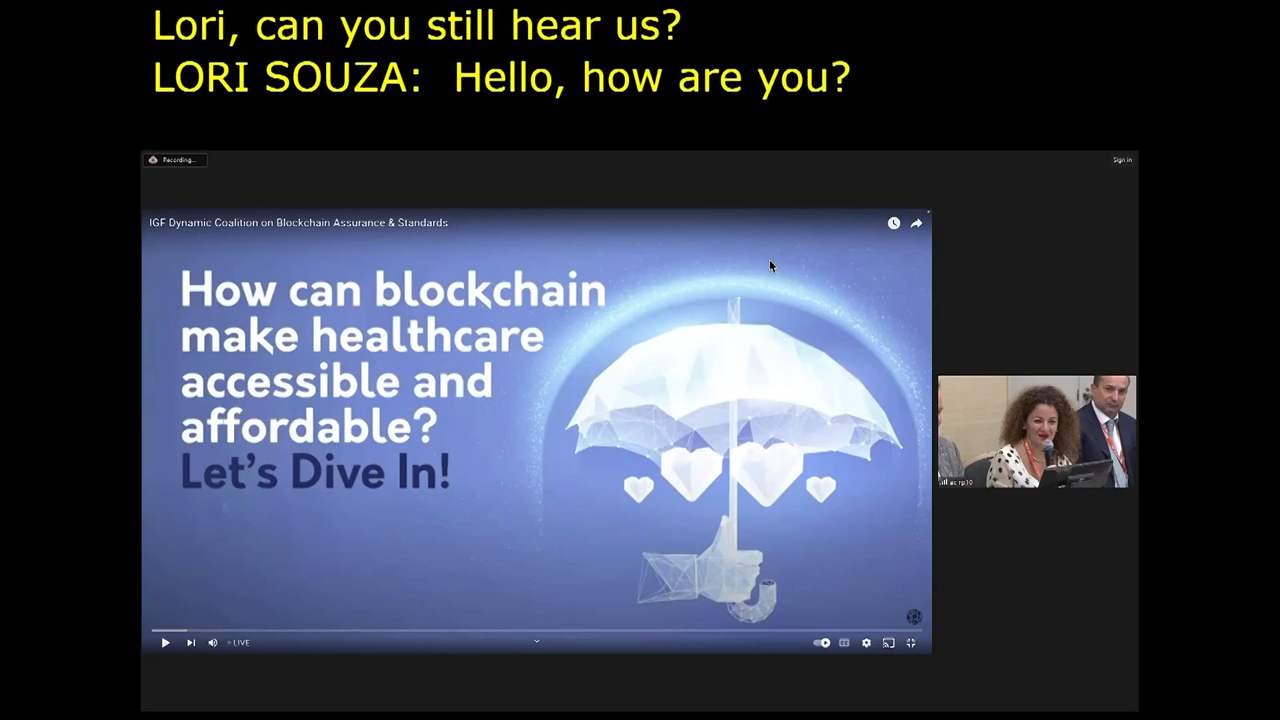 Lori, can you still hear us?
LORI SOUZA:  Hello, how are you?
Recording...
Sign in
IGF Dynamic Coalition on Blockchain Assurance & Standards
How can blockchain
make healthcare
accessible and
affordable?
Let's Dive In!
LIVE